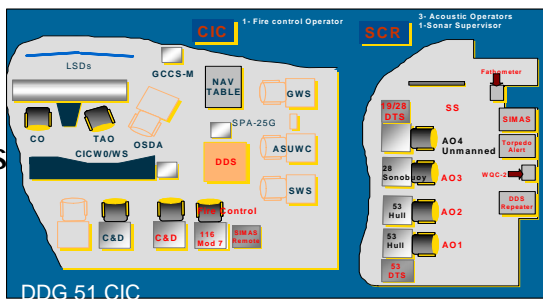 CIC
1- Fire control Operator
SCR
3- Acoustic Operators
1-Sonar Supervisor
LSDs
GCCS-M
NAV
TABLE
GWS
SPA-25G
CO
TAO
OSDA
CICW0/WS
DDS
ASUWC
SWS
S
Fire Control
C&D
C&D
116
Mod 7
SIMAS
Remote
Fathometer
19/28
DTS
SS
SIMAS
AO4
Unmanned
Torpedo
Alert
28
Sonobuoy
AO3
WQC-2
53
Hull
AO2
DDS
Repeater
53
Hull
AO1
53
DTS
DDG 51 CIC